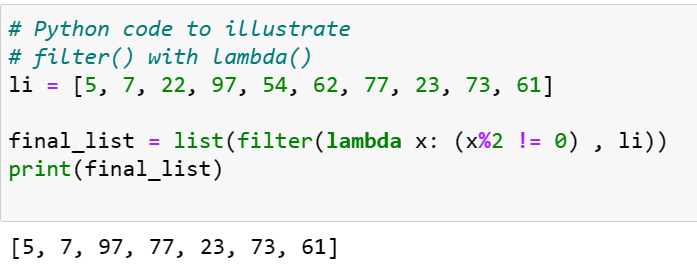 # Python code to illustrate
# filter() with lambda()
li = [5, 7, 22, 97, 54, 62, 77, 23, 73, 61]
final_list = list(filter(lambda x: (x%2 != 0) , li))
print(final_list)
[5, 7, 97, 77, 23, 73, 61]